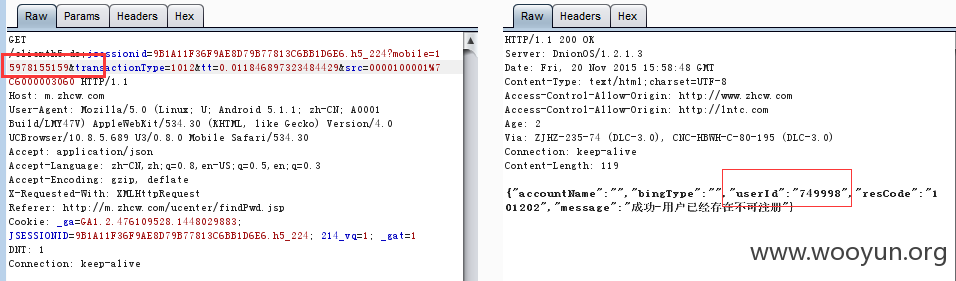 Raw Params Headers Hex
GET
jsessionid=9B1A11F36F9AE8D79B77813C6BB1D6E6.h5_224?mobile=1
5978155159&transactionType=1012&tt=0.011846897323484429&src=0000100001%7
C6000003060 HTTP/1.1
Host: m.zhcw.com
User-Agent: Mozilla/5.0 (Linux; U; Android 5.1.1; zh-CN; A0001
Build/LMY47V) AppleWebKit/534.30 (KHTML, like Gecko) Version/4.0
UCBrowser/10.8.5.689 U3/0.8.0 Mobile Safari/534.30
Accept: application/json
Accept-Language: zh-CN,zh;q=0.8,en-US;q=0.5,en;q=0.3
Accept-Encoding: gzip, deflate
X-Requested-With: XMLHttpRequest
Referer: http://m.zhcw.com/ucenter/findPwd.jsp
Cookie: _ga=GA1.2.476109528.1448029883;
JSESSIONID=9B1A11F36F9AE8D79B77813C6BB1D6E6.h5_224; 214_vq=1; _gat=1
DNT: 1
Connection: keep-alive
Raw Headers Hex
HTTP/1.1 200 OK
Server: DnionOS/1.2.1.3
Date: Fri, 20 Nov 2015 15:58:48 GMT
Content-Type: text/html;charset=UTF-8
Access-Control-Allow-Origin: http://www.zhcw.com
Access-Control-Allow-Origin: http://lntc.com
Age: 2
Via: ZJHZ-235-74 (DLC-3.0), CNC-HBWH-C-80-195 (DLC-3.0)
Connection: keep-alive
Content-Length: 119
{"accountName":"","bingType":"","userId":"749998","resCode":"1
01202","message":"成功-用户已经存在不可注册"}
www.wooyun.org